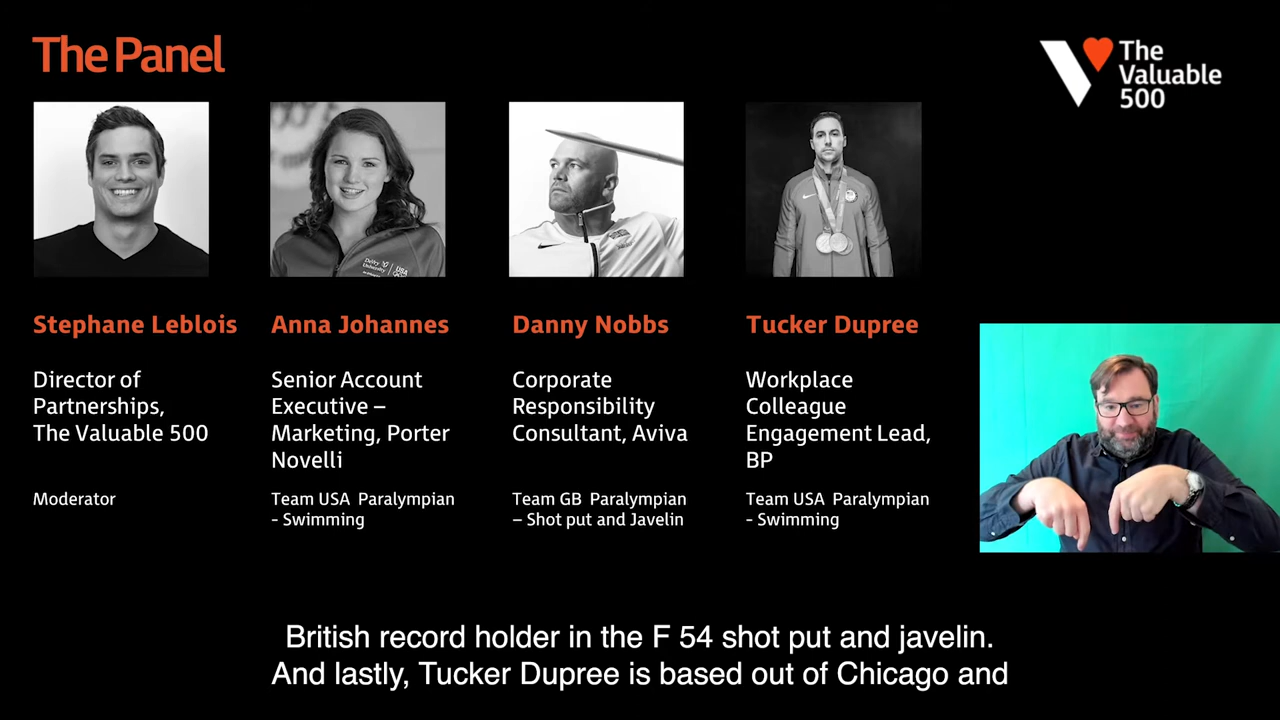 The Panel
The
Valuable
500
Stephane Leblois
Director of
Partnerships,
The Valuable 500
Moderator
Anna Johannes
Senior Account
Executive –
Marketing, Porter
Novelli
Team USA Paralympian
- Swimming
Danny Nobbs
Corporate
Responsibility
Consultant, Aviva
Team GB Paralympian
– Shot put and Javelin
Tucker Dupree
Workplace
Colleague
Engagement Lead,
BP
Team USA Paralympian
- Swimming
British record holder in the F 54 shot put and javelin.
And lastly, Tucker Dupree is based out of Chicago and